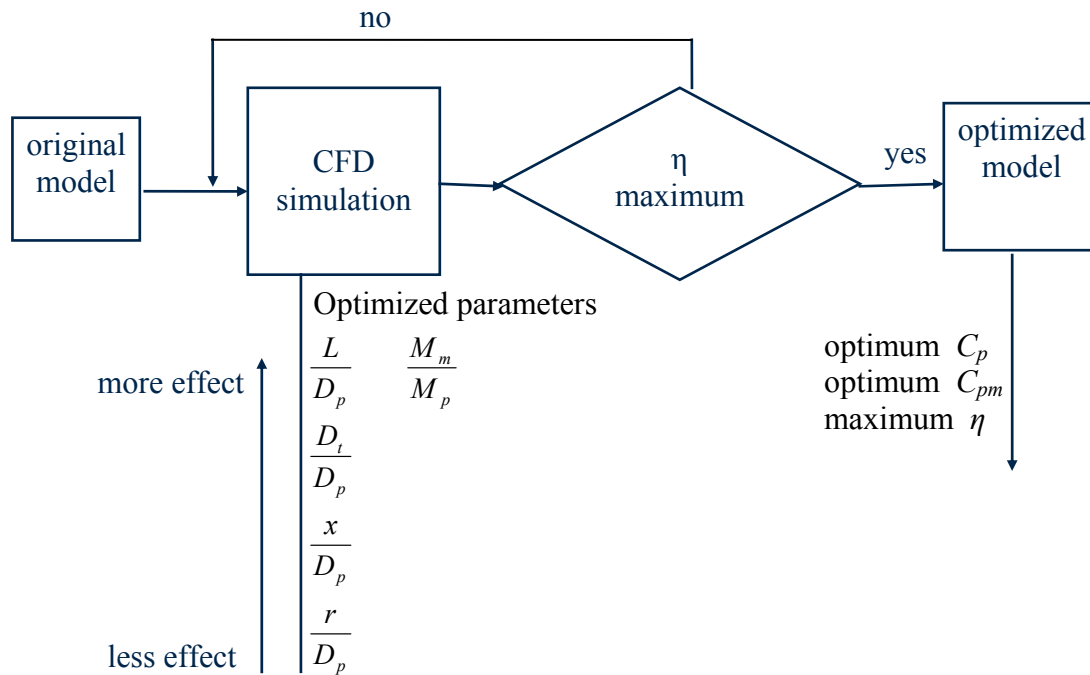 no
original
model
CFD
simulation
η
maximum
yes
optimized
model
Optimized parameters
L/D_p M_m/M_p
more effect
D_t/D_p
x/D_p
r/D_p
less effect
optimum C_p
optimum C_pm
maximum η